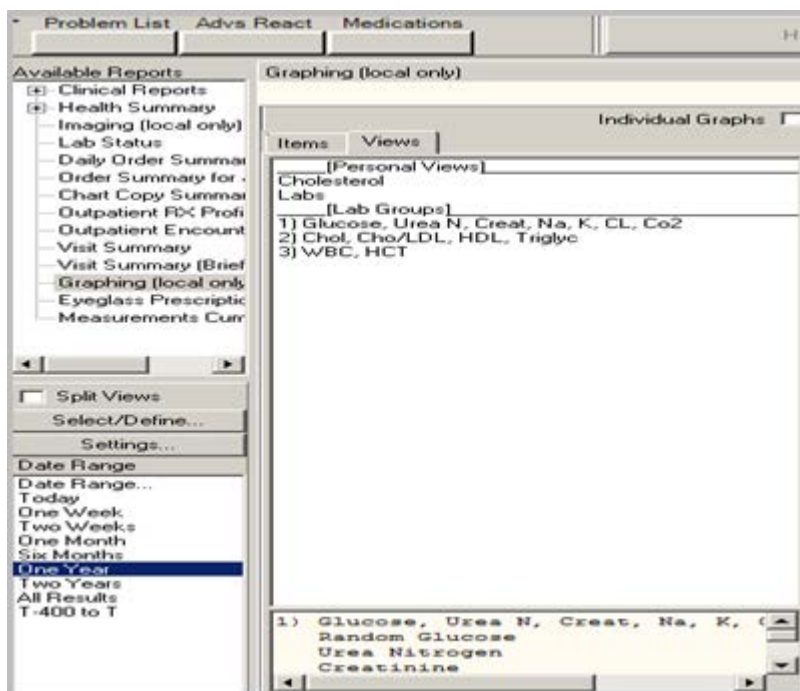 Problem List Advs React Medications
H
Available Reports
Clinical Reports
Health Summary
Imaging (local only)
Lab Status
Daily Order Summar
Order Summary for
Chart Copy Summar
Outpatient RX Profi
Outpatient Encount
Visit Summary
Visit Summary (Brief
Graphing (local only
Eyeglass Prescriptic
Measurements Cum
Split Views
Select/Define...
Settings...
Date Range
Date Range...
Today
One Week
Two Weeks
One Month
Six Months
One Year
Two Years
All Results
T-400 to T
Graphing (local only)
Individual Graphs
Items Views
[Personal Views]
Cholesterol
Labs
[Lab Groups]
1) Glucose, Urea N, Creat, Na, K, CL, Co2
2) Chol, Cho/LDL, HDL, Triglyc
3) WBC, HCT
1) Glucose, Urea N, Creat, Na, K, (
Random Glucose
Urea Nitrogen
Creatinine